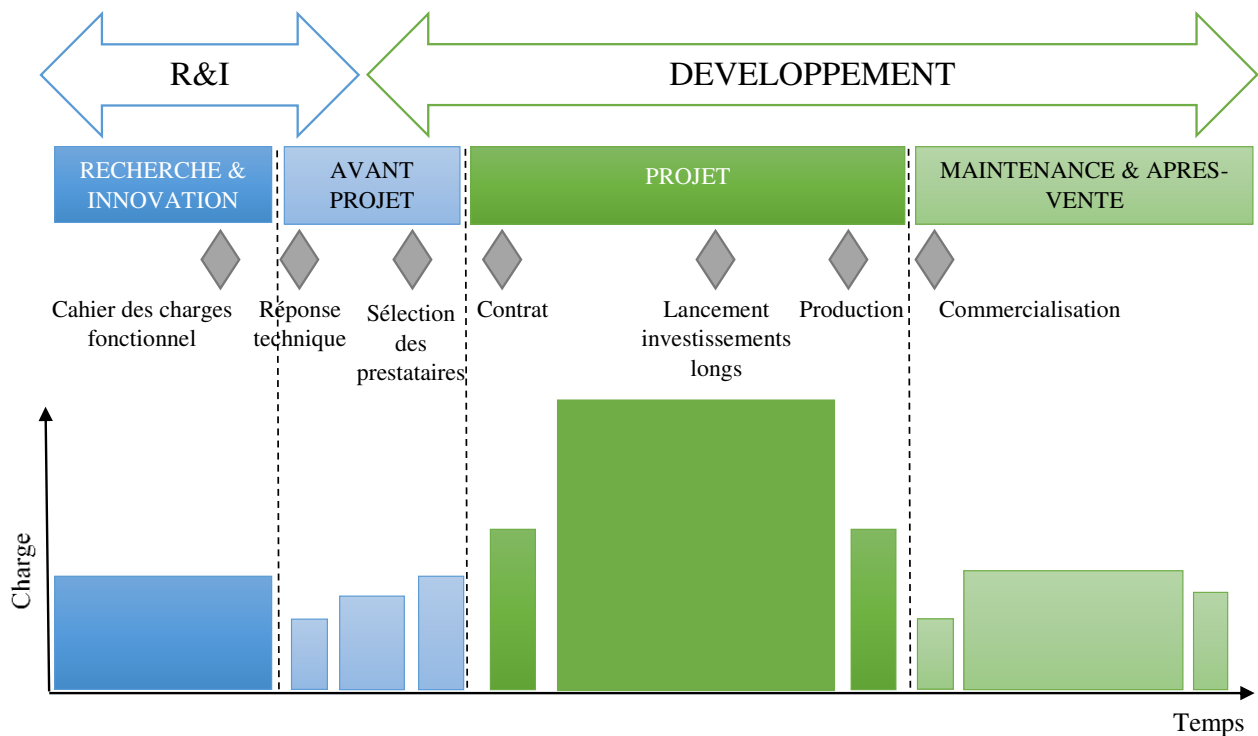 R&I
DEVELOPPEMENT
RECHERCHE &
INNOVATION
AVANT
PROJET
PROJET
MAINTENANCE & APRES-
VENTE
Cahier des charges
fonctionnel
Réponse
technique
Sélection
des
prestataires
Contrat
Lancement
investissements
longs
Production
Commercialisation
Charge
Temps